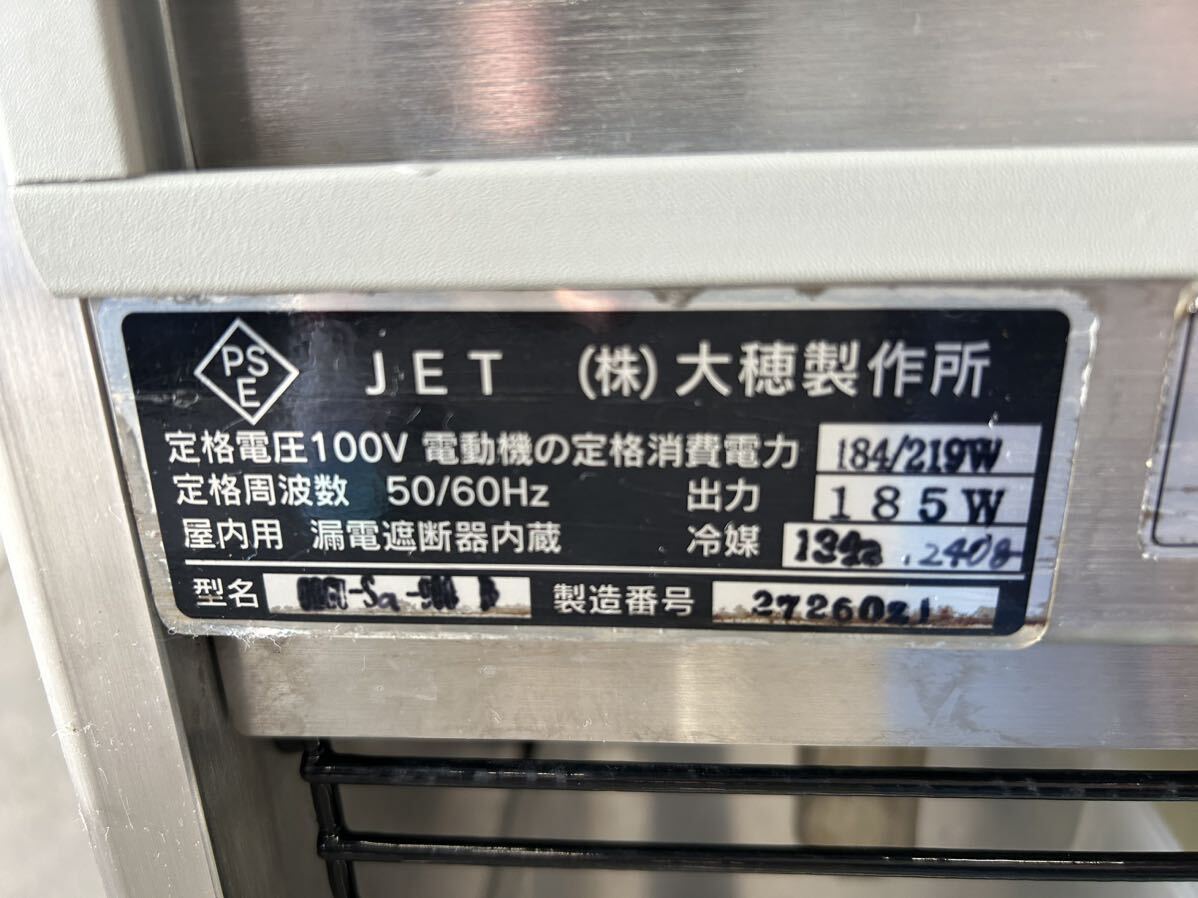 PS
E
JET (株)大穂製作所
定格電圧100V 電動機の定格消費電力 184/219W
定格周波数 50/60Hz 出力 185W
屋内用 漏電遮断器内蔵 冷媒 134a .240g
型名 製造番号